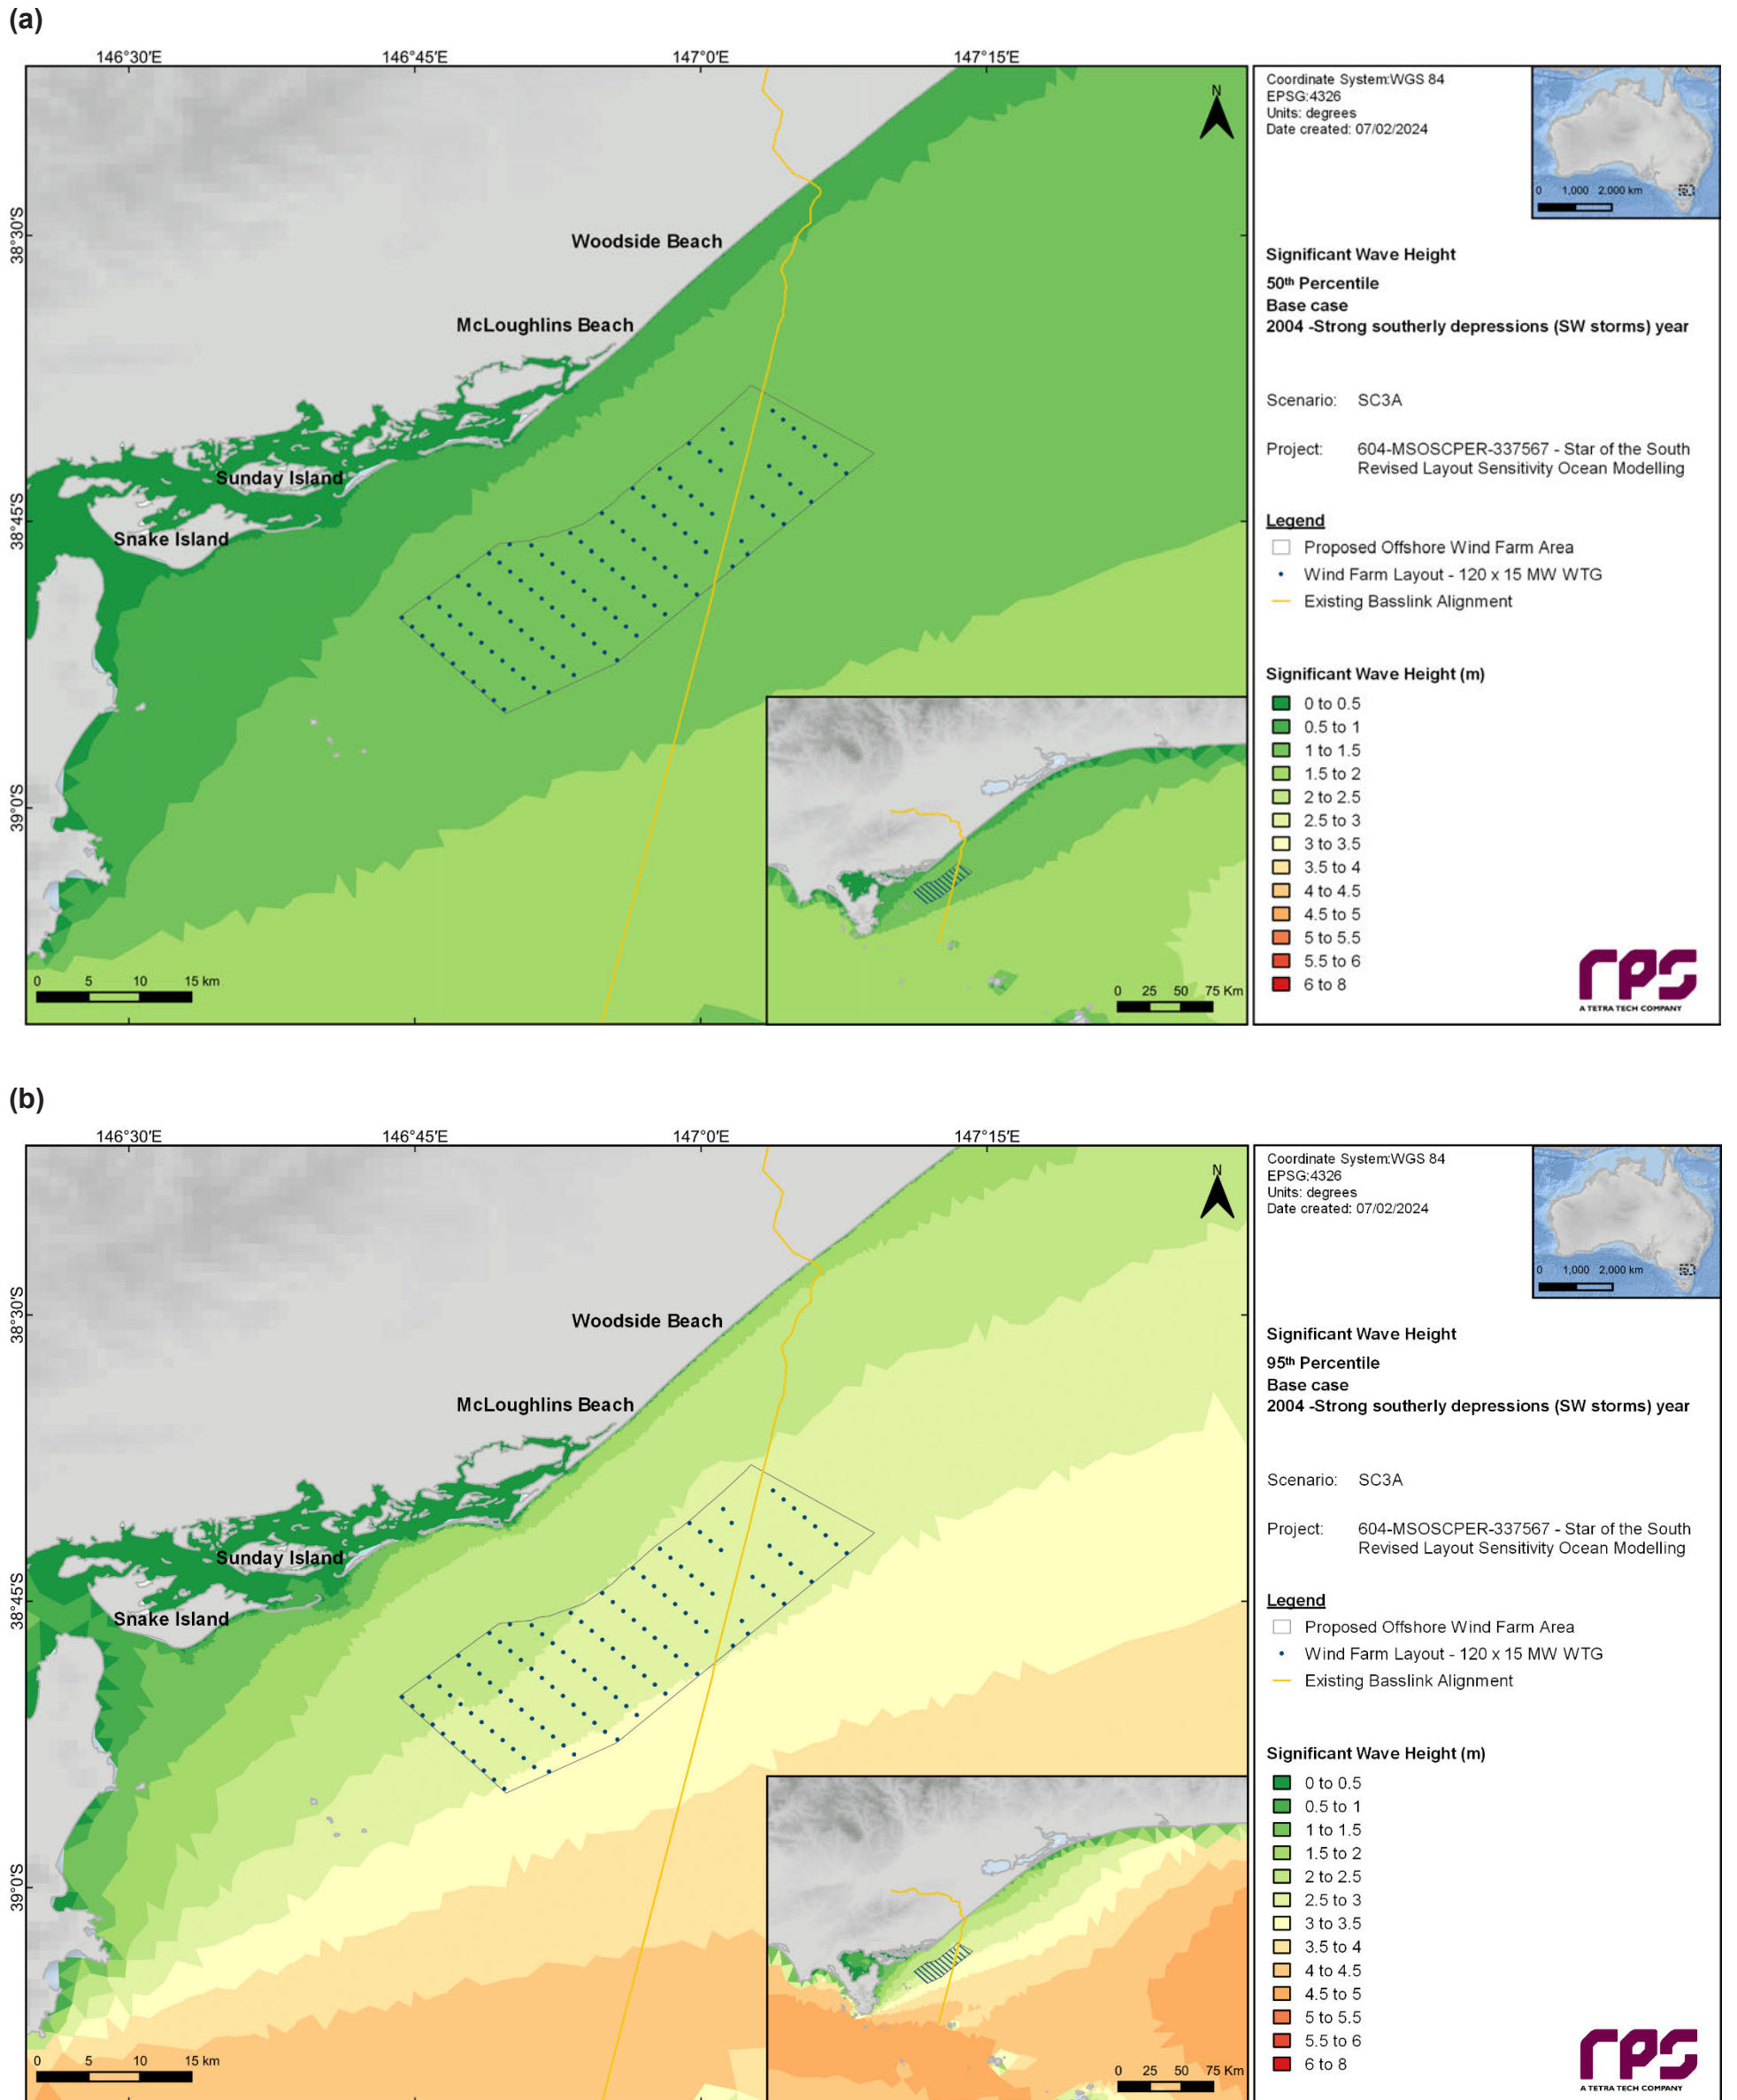 (a)
146°30'E 146°45'E 147°0'E 147°15'E
38°30'S
38°45'S
39°0'S
N
Woodside Beach
McLoughlins Beach
Sunday Island
Snake Island
0 5 10 15 km
0 25 50 75 Km
Coordinate System:WGS 84
EPSG:4326
Units: degrees
Date created: 07/02/2024
0 1,000 2,000 km
Significant Wave Height
50th Percentile
Base case
2004 -Strong southerly depressions (SW storms) year
Scenario: SC3A
Project: 604-MSOSCPER-337567 - Star of the South
Revised Layout Sensitivity Ocean Modelling
Legend
Proposed Offshore Wind Farm Area
Wind Farm Layout - 120 x 15 MW WTG
Existing Basslink Alignment
Significant Wave Height (m)
0 to 0.5
0.5 to 1
1 to 1.5
1.5 to 2
2 to 2.5
2.5 to 3
3 to 3.5
3.5 to 4
4 to 4.5
4.5 to 5
5 to 5.5
5.5 to 6
6 to 8
rps
A TETRA TECH COMPANY
(b)
146°30'E 146°45'E 147°0'E 147°15'E
38°30'S
38°45'S
39°0'S
N
Woodside Beach
McLoughlins Beach
Sunday Island
Snake Island
0 5 10 15 km
0 25 50 75 Km
Coordinate System:WGS 84
EPSG:4326
Units: degrees
Date created: 07/02/2024
0 1,000 2,000 km
Significant Wave Height
95th Percentile
Base case
2004 -Strong southerly depressions (SW storms) year
Scenario: SC3A
Project: 604-MSOSCPER-337567 - Star of the South
Revised Layout Sensitivity Ocean Modelling
Legend
Proposed Offshore Wind Farm Area
Wind Farm Layout - 120 x 15 MW WTG
Existing Basslink Alignment
Significant Wave Height (m)
0 to 0.5
0.5 to 1
1 to 1.5
1.5 to 2
2 to 2.5
2.5 to 3
3 to 3.5
3.5 to 4
4 to 4.5
4.5 to 5
5 to 5.5
5.5 to 6
6 to 8
rps
A TETRA TECH COMPANY